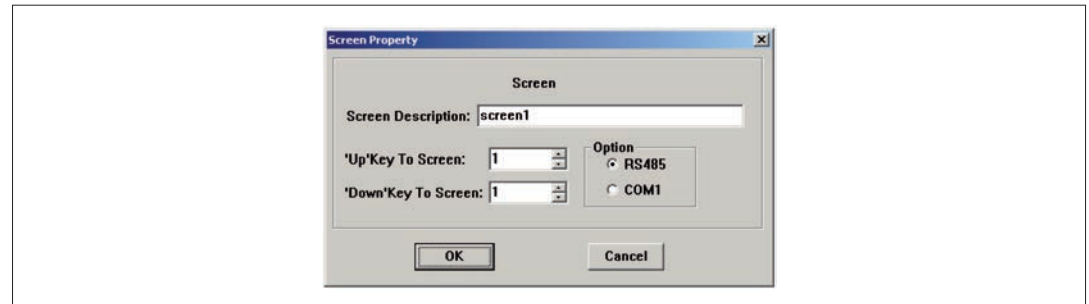 Screen Property
Screen
Screen Description: screen1
'Up'Key To Screen: 1
'Down'Key To Screen: 1
Option
RS485
COM1
OK
Cancel